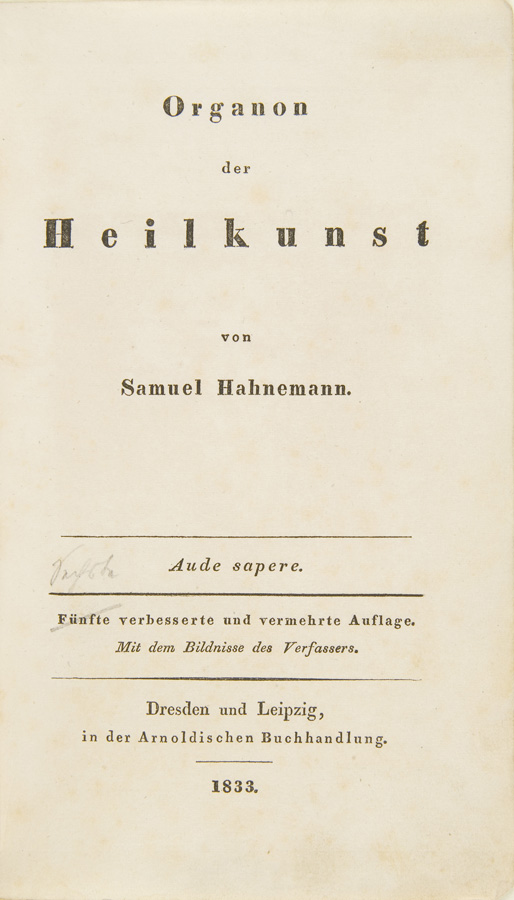 Organon
der
Heilkunst
von
Samuel Hahnemann.
Aude sapere.
Sechste
Fünfte verbesserte und vermehrte Auflage.
Mit dem Bildnisse des Verfassers.
Dresden und Leipzig,
in der Arnoldischen Buchhandlung.
1833.